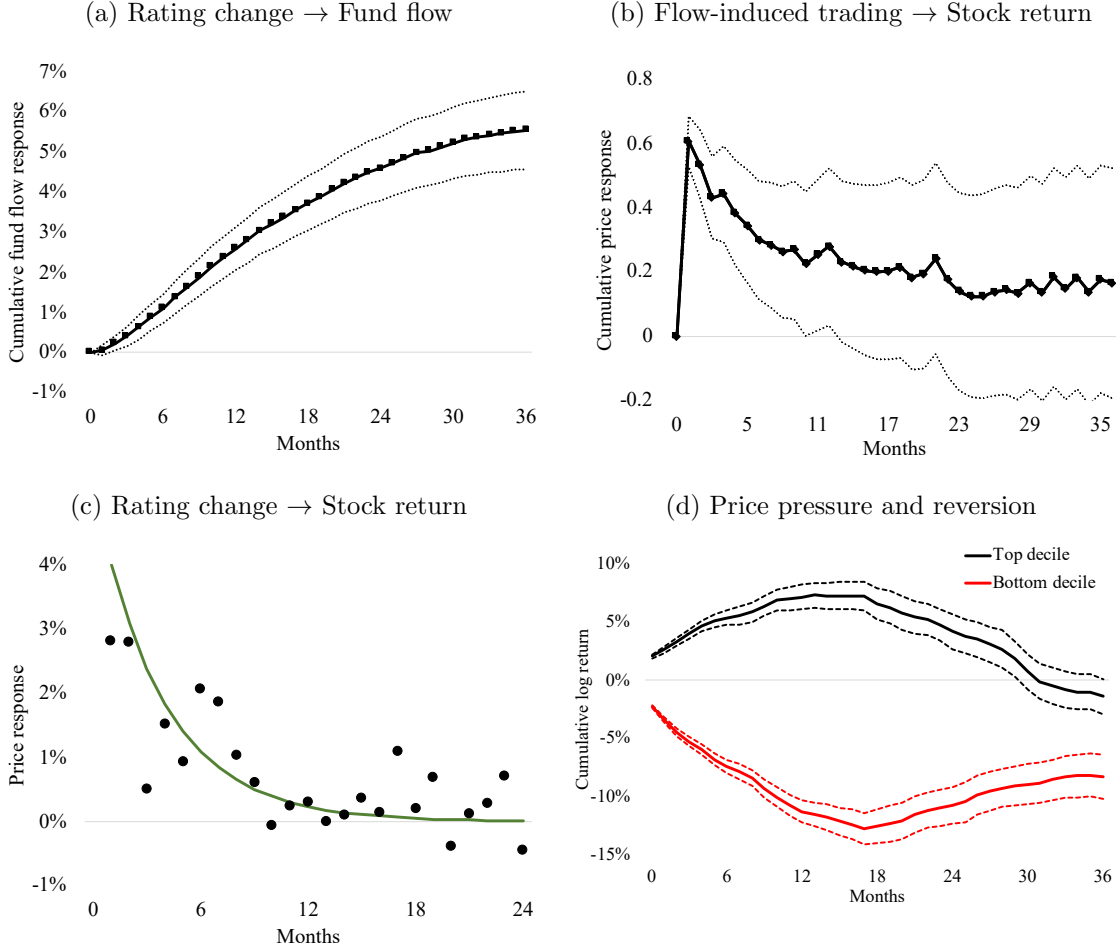 (a) Rating change → Fund flow
Cumulative fund flow response
7%
6%
5%
4%
3%
2%
1%
0%
-1%
0 6 12 18 24 30 36
Months
(b) Flow-induced trading → Stock return
Cumulative price response
0.8
0.6
0.4
0.2
0
-0.2
0 5 11 17 23 29 35
Months
(c) Rating change → Stock return
Price response
4%
3%
2%
1%
0%
-1%
0 6 12 18 24
Months
(d) Price pressure and reversion
Cumulative log return
Top decile
Bottom decile
10%
5%
0%
-5%
-10%
-15%
0 6 12 18 24 30 36
Months